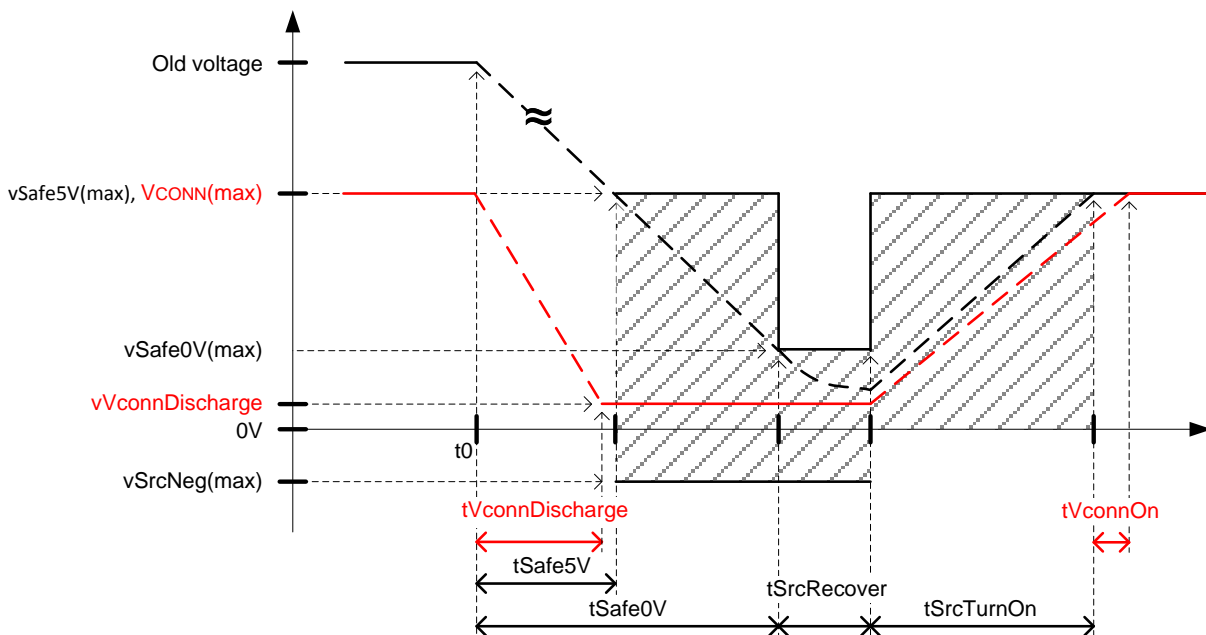 Old voltage
vSafe5V(max), VCONN(max)
vSafe0V(max)
vVconnDischarge
0V
t0
vSrcNeg(max)
tVconnDischarge
tVconnOn
tSafe5V
tSrcRecover
tSafe0V
tSrcTurnOn